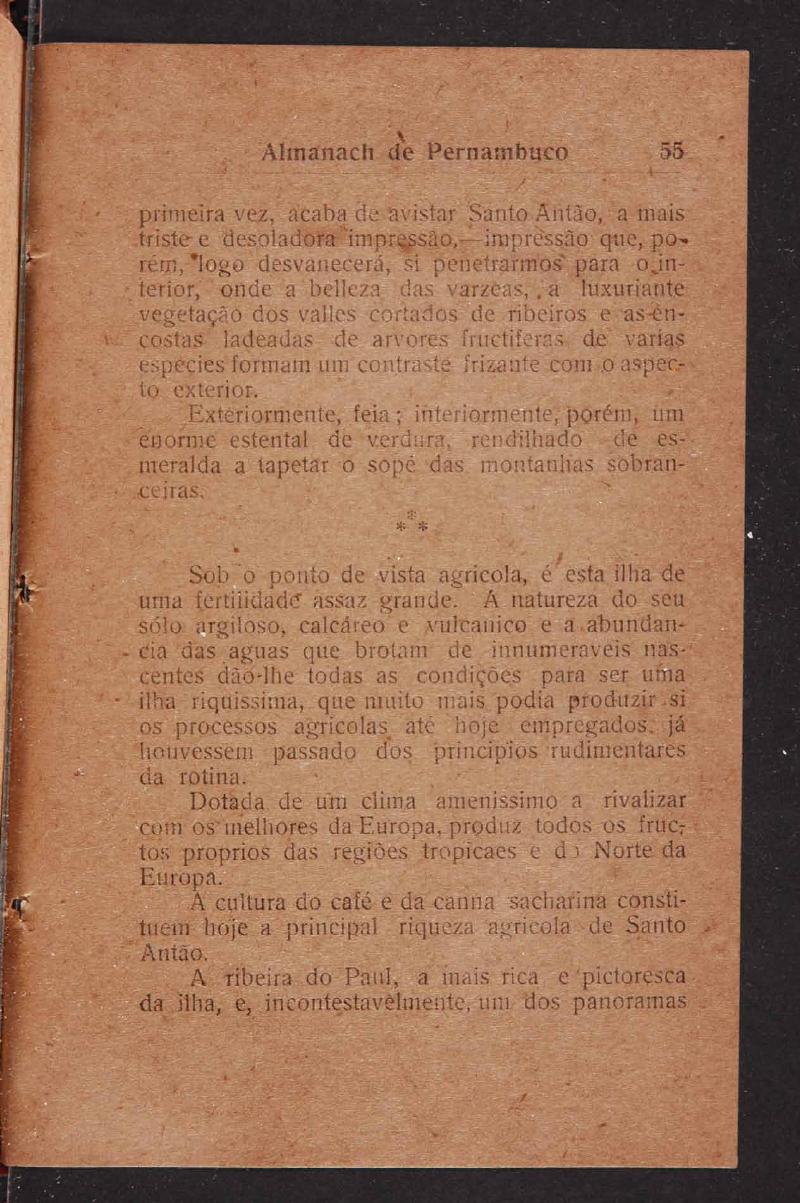 Almanach de Pernambuco 55
primeira vez, acaba de avistar Santo Antão, a mais
triste e desoladora impressão,—impressão que, po-
rém, logo desvanecerá, si penetrarmos para o in-
terior, onde a belleza das varzeas, a luxuriante
vegetação dos valles cortados de ribeiros e as en-
costas ladeadas de arvores fructiferas de varias
especies formam um contraste frizante com o aspec-
to exterior.
Exteriormente, feia; interiormente, porém, um
enorme estental de verdura, rendilhado de es-
meralda a tapetar o sopé das montanhas sobran-
ceiras.
*
* *
Sob o ponto de vista agricola, é esta ilha de
uma fertilidade assaz grande. A natureza do seu
sólo argiloso, calcáreo e vulcanico e a abundan-
cia das aguas que brotam de innumeraveis nas-
centes dão-lhe todas as condições para ser uma
ilha riquissima, que muito mais podia produzir si
os processos agricolas até hoje empregados, já
houvessem passado dos principios rudimentares
da rotina.
Dotada de um clima amenissimo a rivalizar
com os melhores da Europa, produz todos os fruc-
tos proprios das regiões tropicaes e do Norte da
Europa.
A cultura do café e da canna sacharina consti-
tuem hoje a principal riqueza agricola de Santo
Antão.
A ribeira do Paul, a mais rica e pictoresca
da ilha, e, incontestavelmente, um dos panoramas